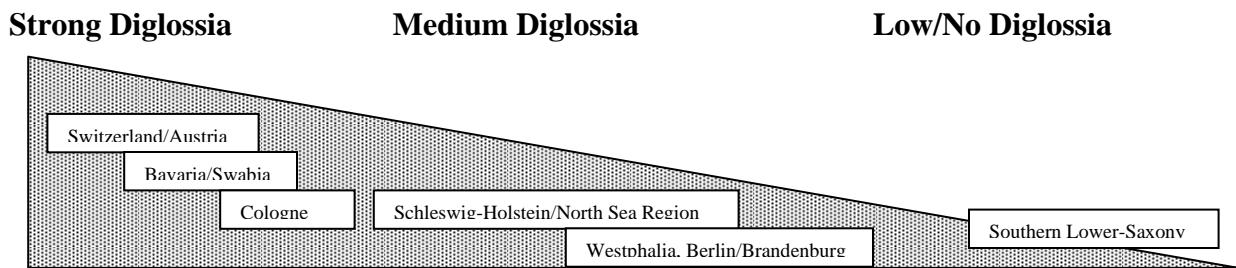 Strong Diglossia Medium Diglossia Low/No Diglossia
Switzerland/Austria
Bavaria/Swabia
Cologne Schleswig-Holstein/North Sea Region
Southern Lower-Saxony
Westphalia, Berlin/Brandenburg